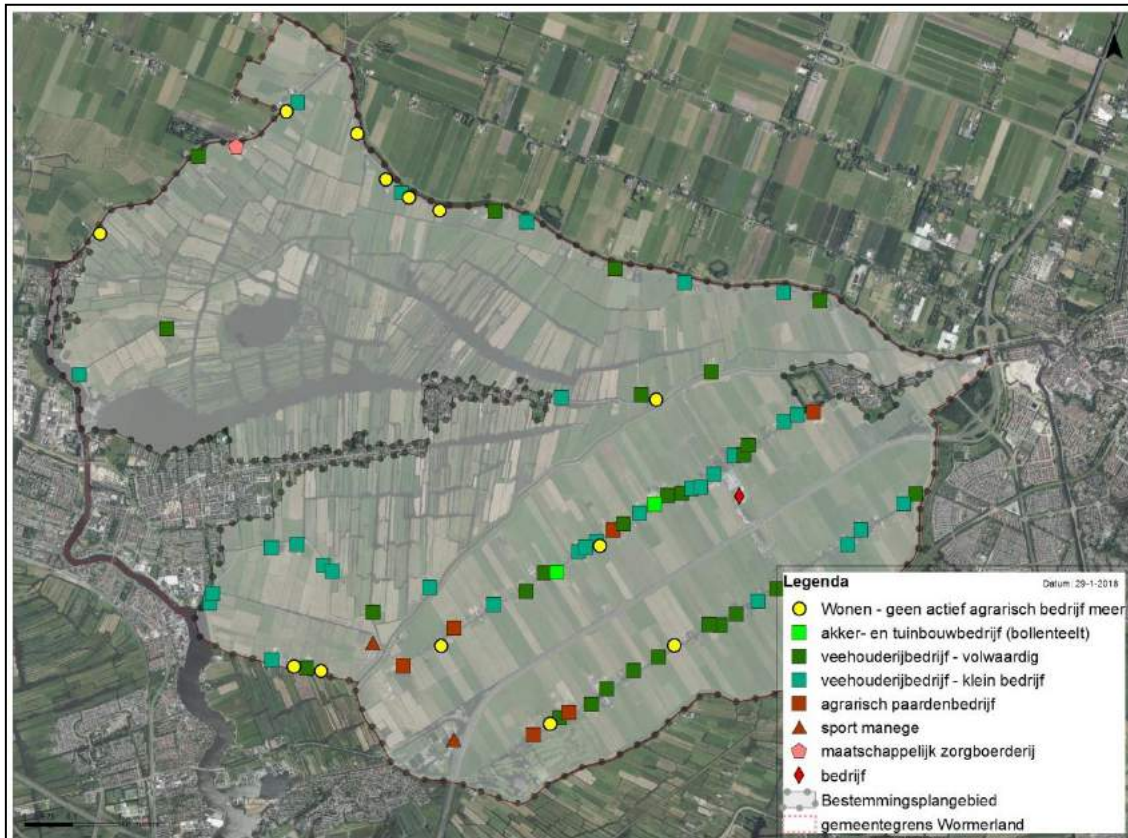 Legenda
Datum: 29-1-2018
Wonen - geen actief agrarisch bedrijf meer
akker- en tuinbouwbedrijf (bollenteelt)
veehouderijbedrijf - volwaardig
veehouderijbedrijf - klein bedrijf
agrarisch paardenbedrijf
sport manege
maatschappelijk zorgboerderij
bedrijf
Bestemmingsplangebied
gemeentegrens Wormerland